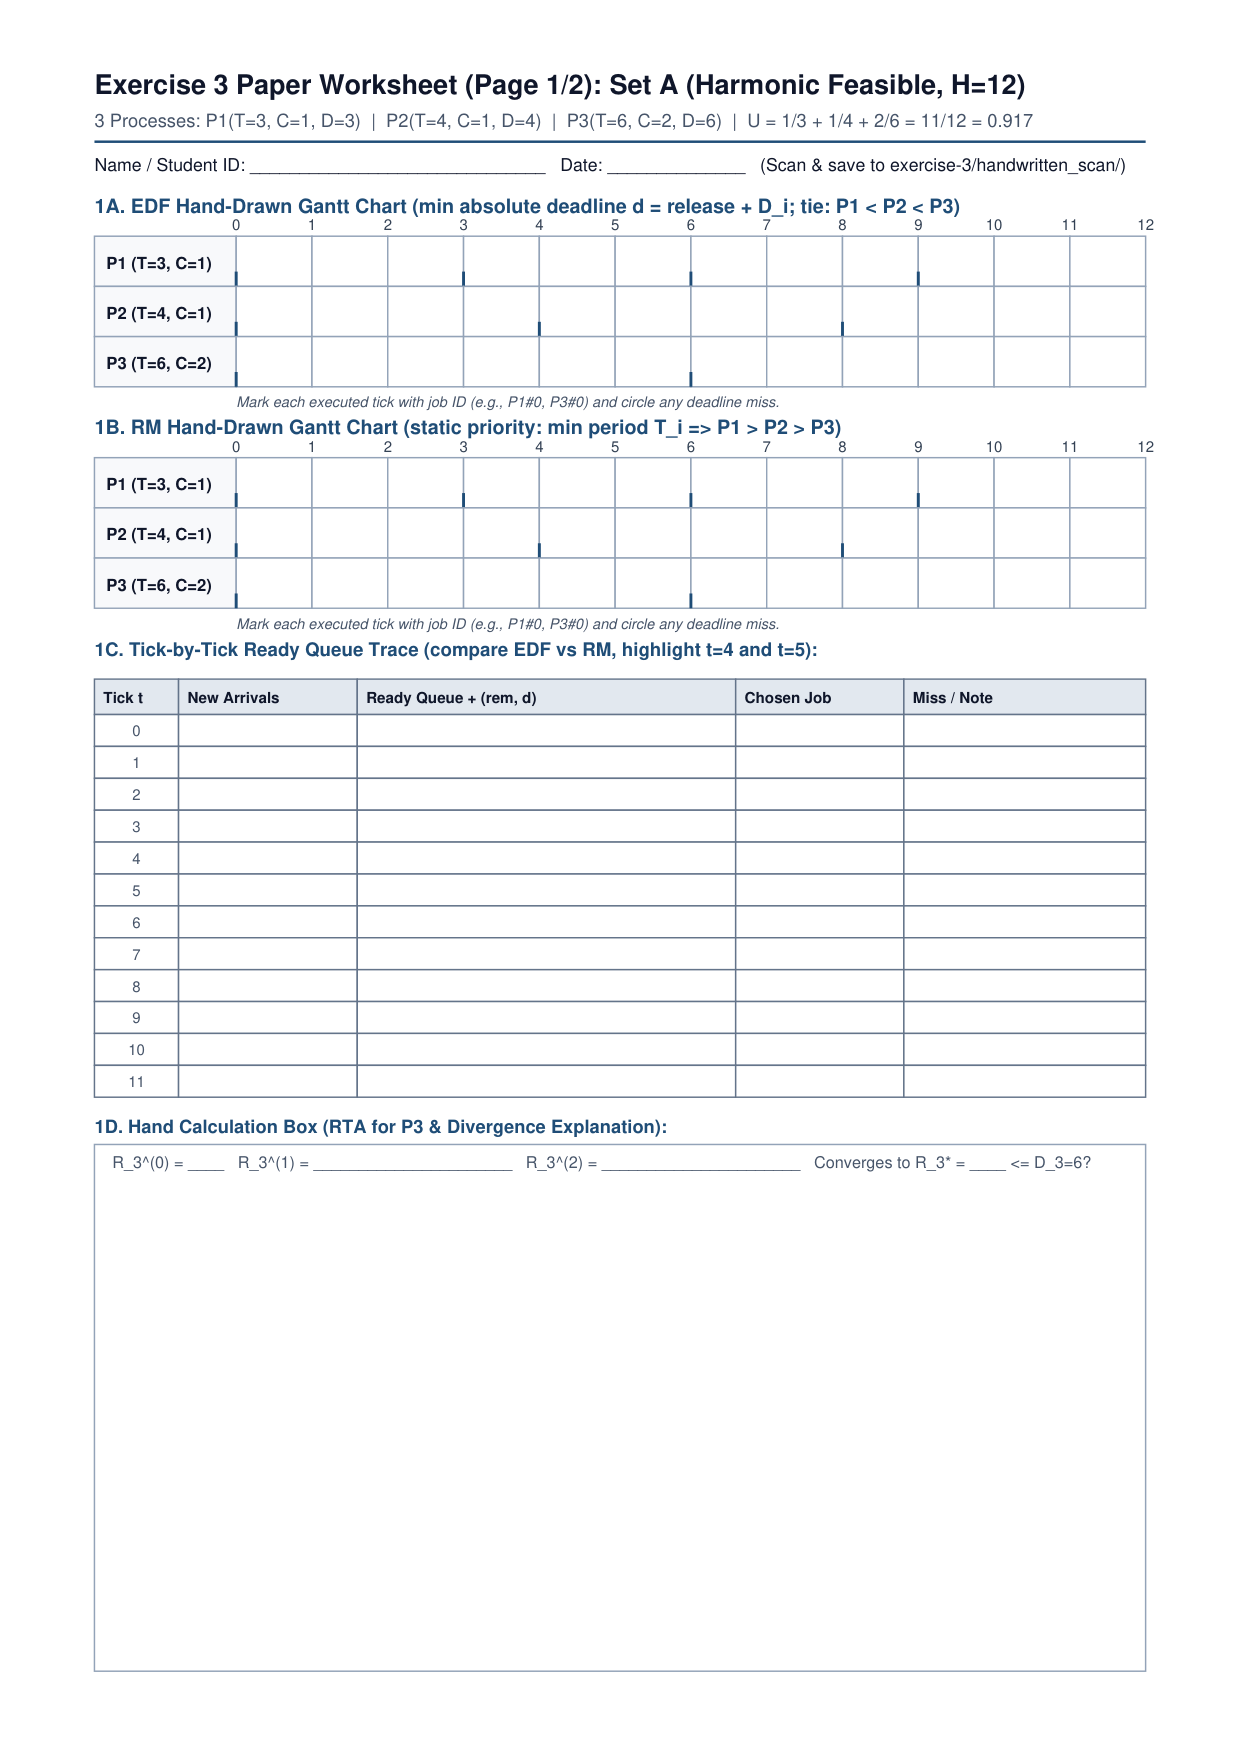 Exercise 3 Paper Worksheet (Page 1/2): Set A (Harmonic Feasible, H=12)
3 Processes: P1(T=3, C=1, D=3) | P2(T=4, C=1, D=4) | P3(T=6, C=2, D=6) | U = 1/3 + 1/4 + 2/6 = 11/12 = 0.917
Name / Student ID: ______________________________ Date: ______________ (Scan & save to exercise-3/handwritten_scan/)
1A. EDF Hand-Drawn Gantt Chart (min absolute deadline d = release + D_i; tie: P1 < P2 < P3)
0 1 2 3 4 5 6 7 8 9 10 11 12
P1 (T=3, C=1)
P2 (T=4, C=1)
P3 (T=6, C=2)
Mark each executed tick with job ID (e.g., P1#0, P3#0) and circle any deadline miss.
1B. RM Hand-Drawn Gantt Chart (static priority: min period T_i => P1 > P2 > P3)
0 1 2 3 4 5 6 7 8 9 10 11 12
P1 (T=3, C=1)
P2 (T=4, C=1)
P3 (T=6, C=2)
Mark each executed tick with job ID (e.g., P1#0, P3#0) and circle any deadline miss.
1C. Tick-by-Tick Ready Queue Trace (compare EDF vs RM, highlight t=4 and t=5):
Tick t New Arrivals Ready Queue + (rem, d) Chosen Job Miss / Note
0
1
2
3
4
5
6
7
8
9
10
11
1D. Hand Calculation Box (RTA for P3 & Divergence Explanation):
R_3^(0) = ____ R_3^(1) = ______________________ R_3^(2) = ______________________ Converges to R_3* = ____ <= D_3=6?